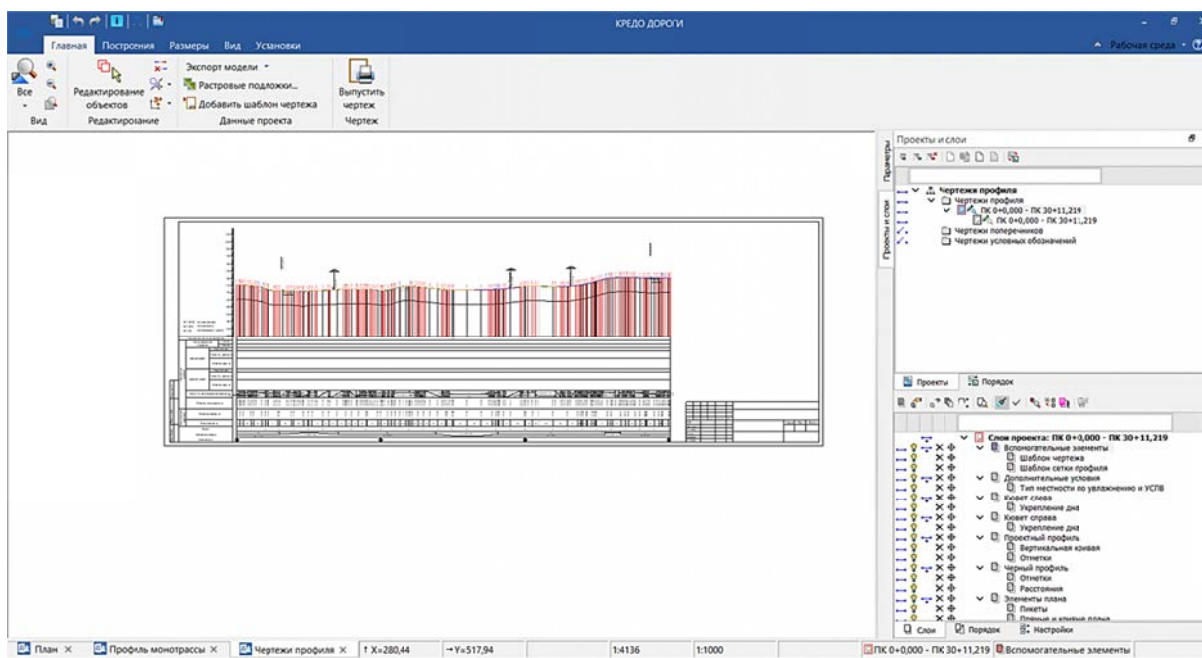 КРЕДО ДОРОГИ
Главная Построения Размеры Вид Установки
Рабочая среда
Все
Редактирование объектов
Экспорт модели
Растровые подложки...
Добавить шаблон чертежа
Выпустить чертеж
Вид Редактирование Данные проекта Чертеж
Параметры
Проекты и слои
Проекты и слои
Чертежи профиля
Чертежи профиля
ПК 0+0,000 - ПК 30+11,219
ПК 0+0,000 - ПК 30+11,219
Чертежи поперечников
Чертежи условных обозначений
Проекты Порядок
Слои проекта: ПК 0+0,000 - ПК 30+11,219
Вспомогательные элементы
Шаблон чертежа
Шаблон сетки профиля
Дополнительные условия
Тип местности по увлажнению и УСПВ
Кювет слева
Укрепление дна
Кювет справа
Укрепление дна
Проектный профиль
Вертикальная кривая
Отметки
Черный профиль
Отметки
Расстояния
Элементы плана
Пикеты
Прямые и кривые плана
Слои Порядок Настройки
План Профиль монотрассы Чертежи профиля X=280,44 Y=517,94 1:4136 1:1000 ПК 0+0,000 - ПК 30+11,219 Вспомогательные элементы